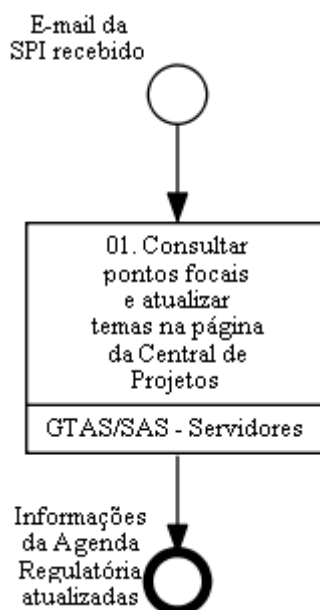 E-mail da
SPI recebido
01. Consultar
pontos focais
e atualizar
temas na página
da Central de
Projetos
GTAS/SAS - Servidores
Informações
da Agenda
Regulatória
atualizadas